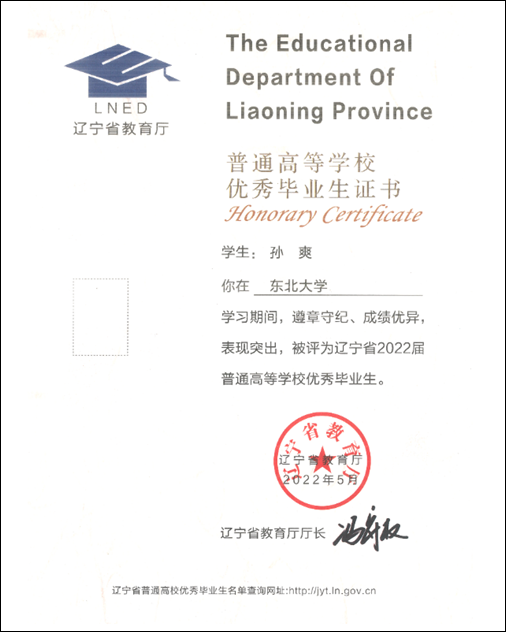 LNED
辽宁省教育厅
The Educational
Department Of
Liaoning Province
普通高等学校
优秀毕业生证书
Honorary Certificate
学生：孙 爽
你在 东北大学
学习期间，遵章守纪、成绩优异，
表现突出，被评为辽宁省2022届
普通高等学校优秀毕业生。
辽宁省教育厅
辽宁省教育厅
2022年5月
辽宁省教育厅厅长
辽宁省普通高校优秀毕业生名单查询网址:http://jyt.ln.gov.cn